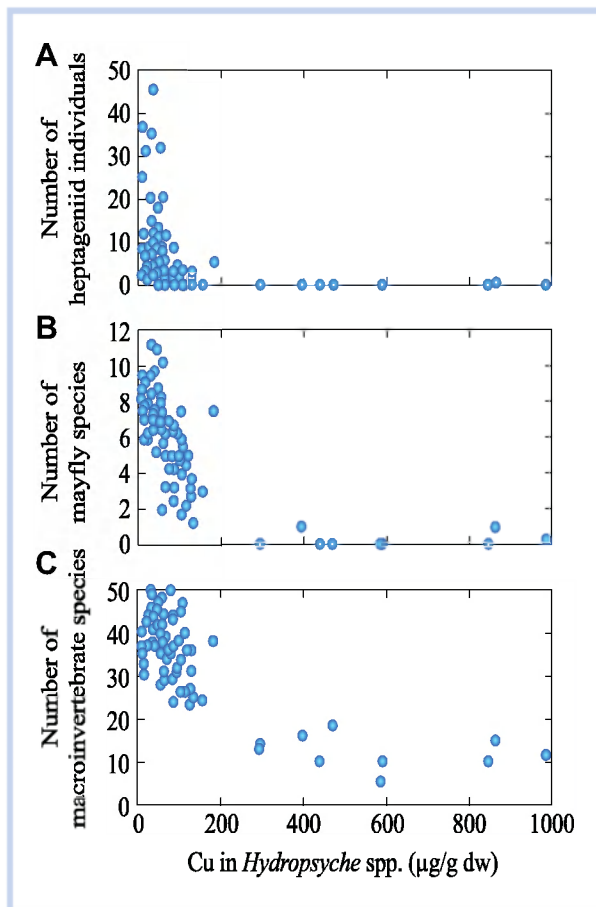 A
Number of
heptageniid individuals
50
40
30
20
10
0
B
Number of
mayfly species
12
10
8
6
4
2
0
C
Number of
macroinvertebrate species
50
40
30
20
10
0
0 200 400 600 800 1000
Cu in Hydropsyche spp. (µg/g dw)